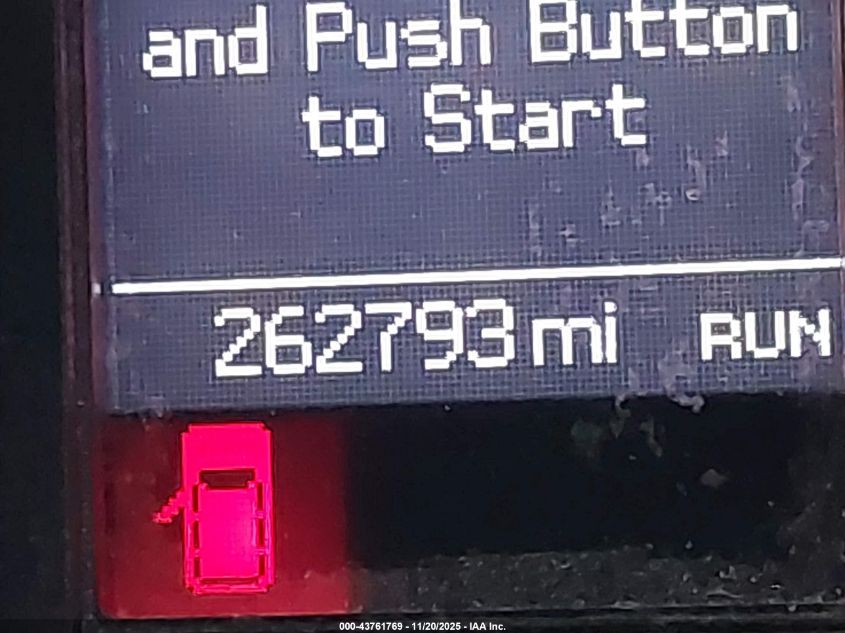 and Push Button
to Start
262793 mi RUN
000-43761769 - 11/20/2025 - IAA Inc.